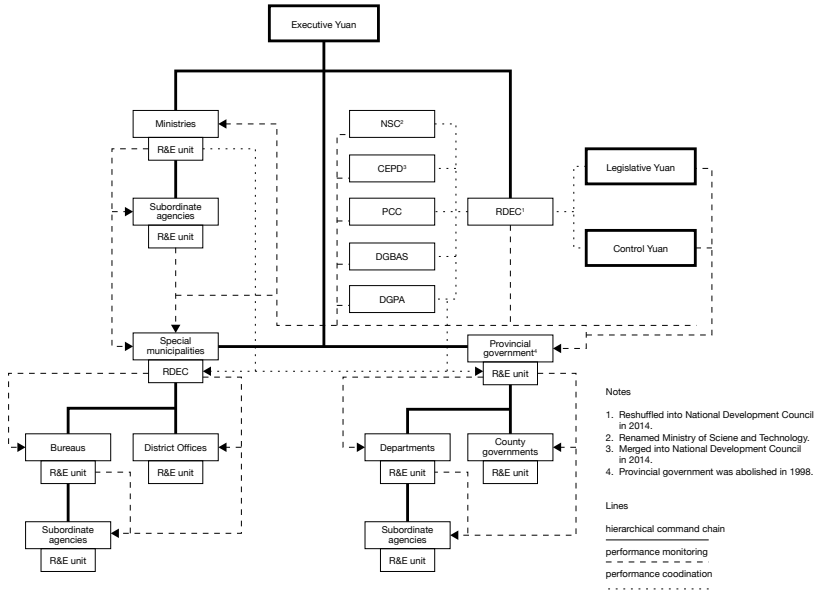 Executive Yuan
Ministries
R&E unit
NSC²
CEPD³
Legislative Yuan
Subordinate
agencies
R&E unit
PCC
RDEC¹
Control Yuan
DGBAS
DGPA
Special
municipalities
RDEC
Provincial
government⁴
R&E unit
Bureaus
R&E unit
District Offices
R&E unit
Departments
R&E unit
County
governments
R&E unit
Subordinate
agencies
R&E unit
Subordinate
agencies
R&E unit
Notes
1. Reshuffled into National Development Council
in 2014.
2. Renamed Ministry of Sciene and Technology.
3. Merged into National Development Council
in 2014.
4. Provincial government was abolished in 1998.
Lines
hierarchical command chain
performance monitoring
performance coodination